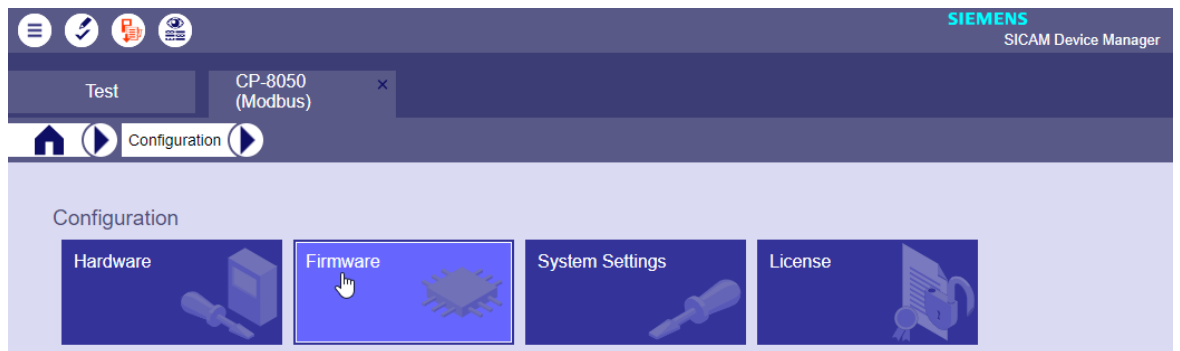 SIEMENS
SICAM Device Manager
Test
CP-8050
(Modbus)
×
Configuration
Configuration
Hardware
Firmware
System Settings
License